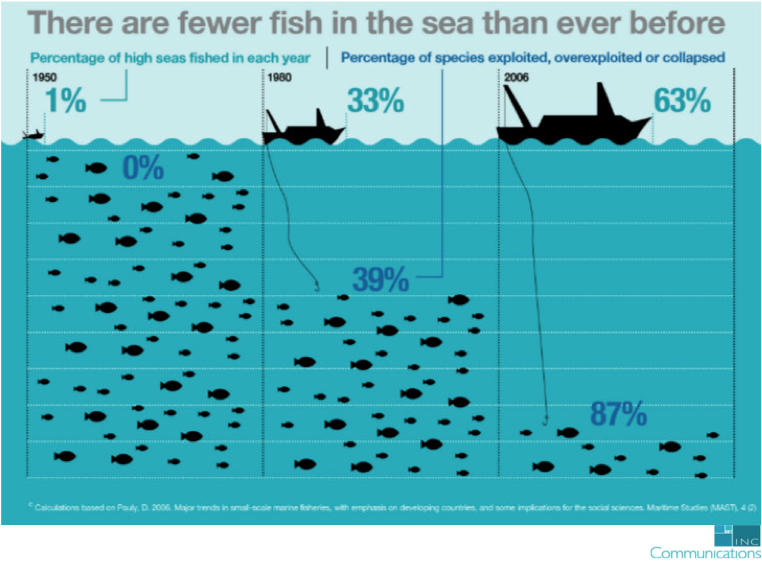 There are fewer fish in the sea than ever before
Percentage of high seas fished in each year | Percentage of species exploited, overexploited or collapsed
1950
1980
2006
1%
33%
63%
0%
39%
87%
c Calculations based on Pauly, D. 2006. Major trends in small-scale marine fisheries, with emphasis on developing countries, and some implications for the social sciences. Maritime Studies (MAST), 4 (2)
INC
Communications